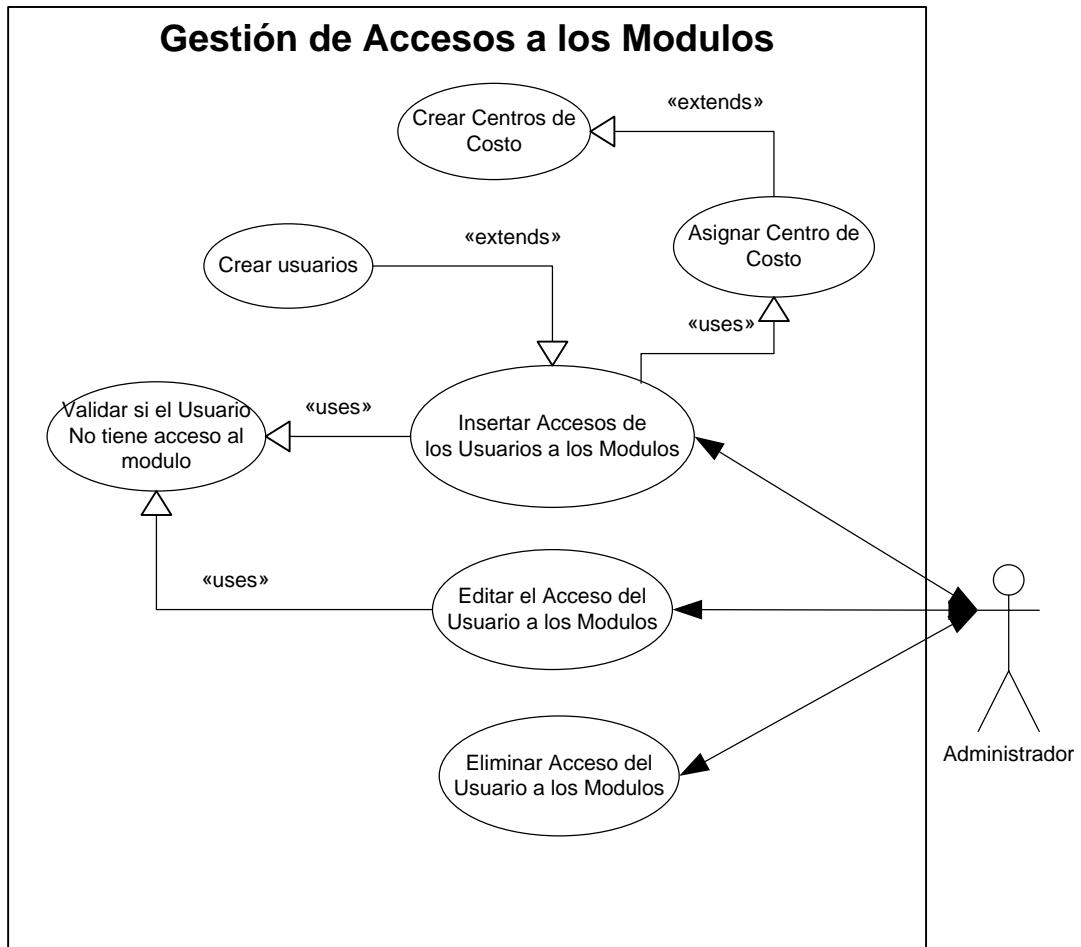 Gestión de Accesos a los Modulos
«extends»
Crear Centros de
Costo
«extends»
Asignar Centro de
Costo
Crear usuarios
«uses»
Validar si el Usuario
No tiene acceso al
modulo
«uses»
Insertar Accesos de
los Usuarios a los Modulos
«uses»
Editar el Acceso del
Usuario a los Modulos
Administrador
Eliminar Acceso del
Usuario a los Modulos